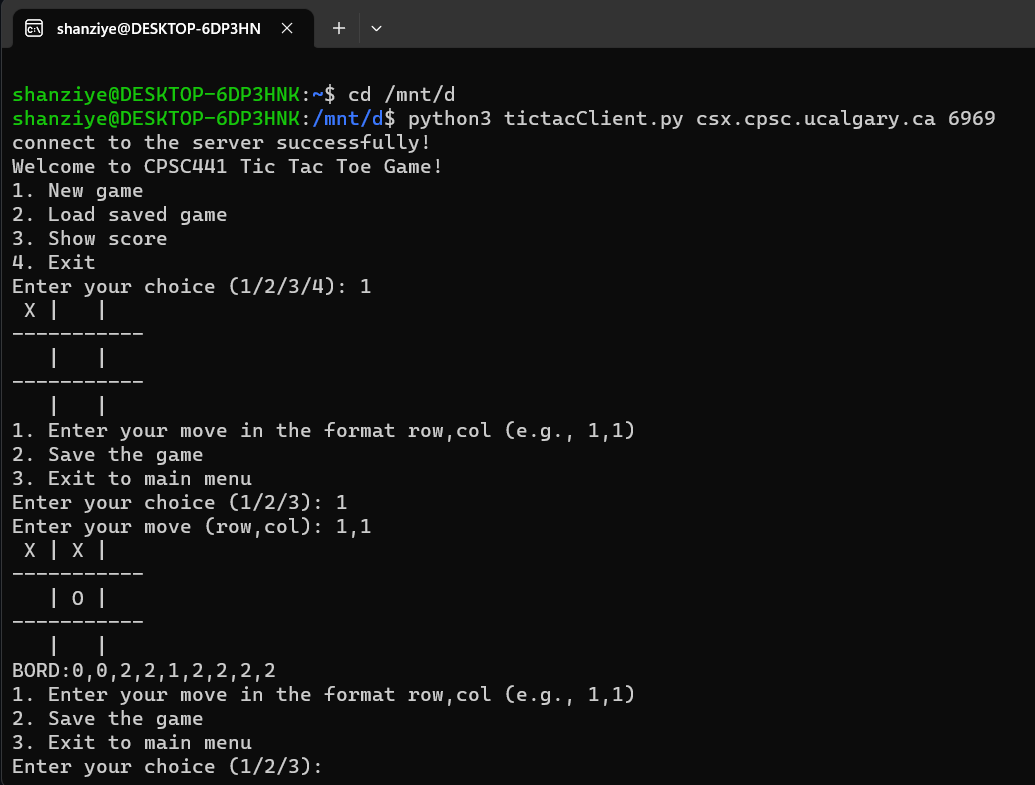 shanziye@DESKTOP-6DP3HN
shanziye@DESKTOP-6DP3HNK:~$ cd /mnt/d
shanziye@DESKTOP-6DP3HNK:/mnt/d$ python3 tictacClient.py csx.cpsc.ucalgary.ca 6969
connect to the server successfully!
Welcome to CPSC441 Tic Tac Toe Game!
1. New game
2. Load saved game
3. Show score
4. Exit
Enter your choice (1/2/3/4): 1
 X |   |
-----------
   |   |
-----------
   |   |
1. Enter your move in the format row,col (e.g., 1,1)
2. Save the game
3. Exit to main menu
Enter your choice (1/2/3): 1
Enter your move (row,col): 1,1
 X | X |
-----------
   | O |
-----------
   |   |
BORD:0,0,2,2,1,2,2,2,2
1. Enter your move in the format row,col (e.g., 1,1)
2. Save the game
3. Exit to main menu
Enter your choice (1/2/3):